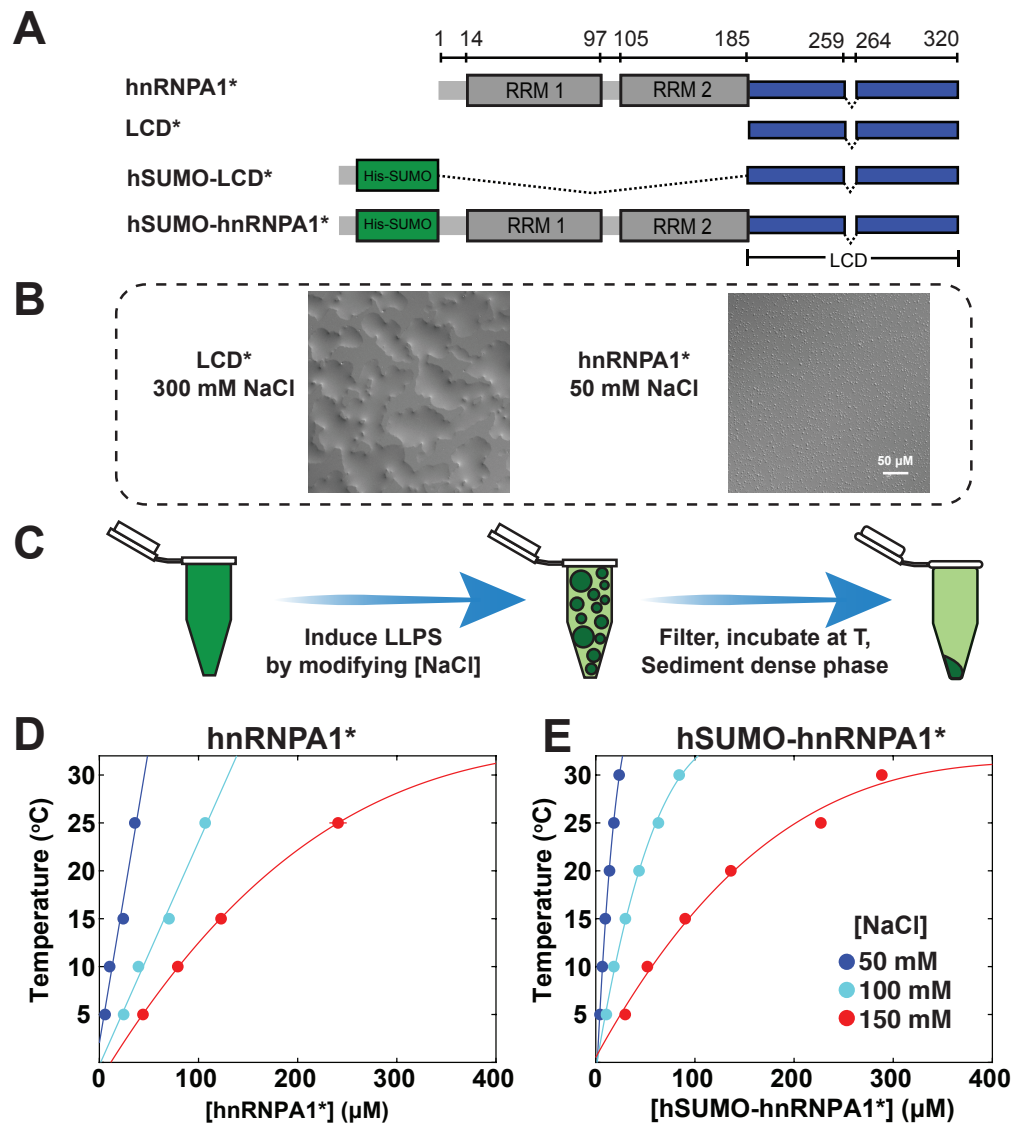 A
1 14 97 105 185 259 264 320
hnRNPA1*
RRM 1 RRM 2
LCD*
hSUMO-LCD*
His-SUMO
hSUMO-hnRNPA1*
His-SUMO RRM 1 RRM 2
LCD
B
LCD*
300 mM NaCl
hnRNPA1*
50 mM NaCl
50 µM
C
Induce LLPS
by modifying [NaCl]
Filter, incubate at T,
Sediment dense phase
D
hnRNPA1*
Temperature (°C)
30
25
20
15
10
5
0 100 200 300 400
[hnRNPA1*] (µM)
E
hSUMO-hnRNPA1*
Temperature (°C)
30
25
20
15
10
5
[NaCl]
50 mM
100 mM
150 mM
0 100 200 300 400
[hSUMO-hnRNPA1*] (µM)